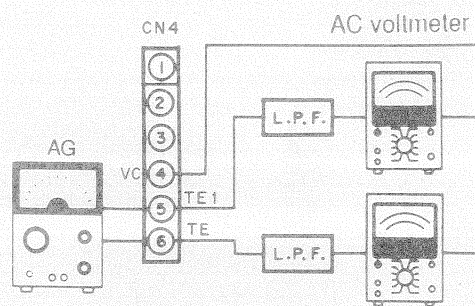 CN4
AC voltmeter
1
2
L.P.F.
3
AG
VC 4
5 TE1
6 TE
L.P.F.